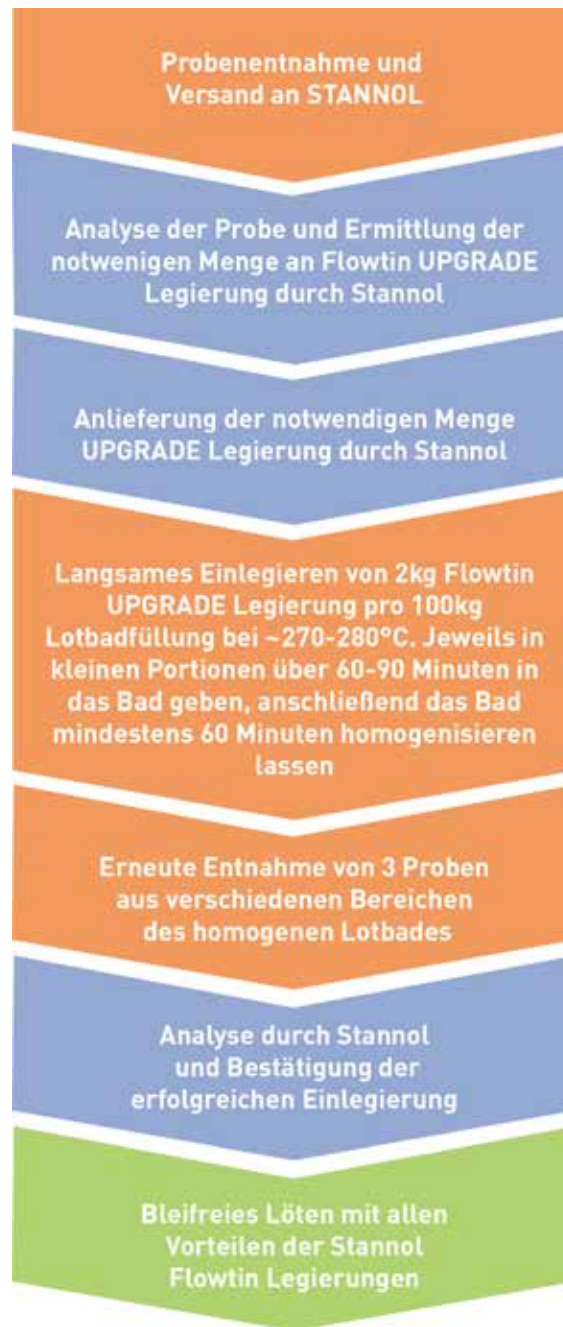 Probenentnahme und
Versand an STANNOL
Analyse der Probe und Ermittlung der
notwenigen Menge an Flowtin UPGRADE
Legierung durch Stannol
Anlieferung der notwendigen Menge
UPGRADE Legierung durch Stannol
Langsames Einlegieren von 2kg Flowtin
UPGRADE Legierung pro 100kg
Lotbadfüllung bei ~270-280°C. Jeweils in
kleinen Portionen über 60-90 Minuten in
das Bad geben, anschließend das Bad
mindestens 60 Minuten homogenisieren
lassen
Erneute Entnahme von 3 Proben
aus verschiedenen Bereichen
des homogenen Lotbades
Analyse durch Stannol
und Bestätigung der
erfolgreichen Einlegierung
Bleifreies Löten mit allen
Vorteilen der Stannol
Flowtin Legierungen